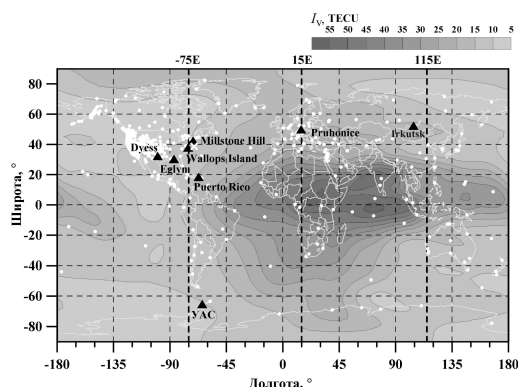 I_V, TECU
55 50 45 40 35 30 25 20 15 10 5
-75E 15E 115E
80
60
40
20
0
-20
-40
-60
-80
Широта, °
Millstone Hill
Pruhonice
Irkutsk
Dyess
Wallops Island
Eglym
Puerto Rico
УАС
-180 -135 -90 -45 0 45 90 135 180
Долгота, °